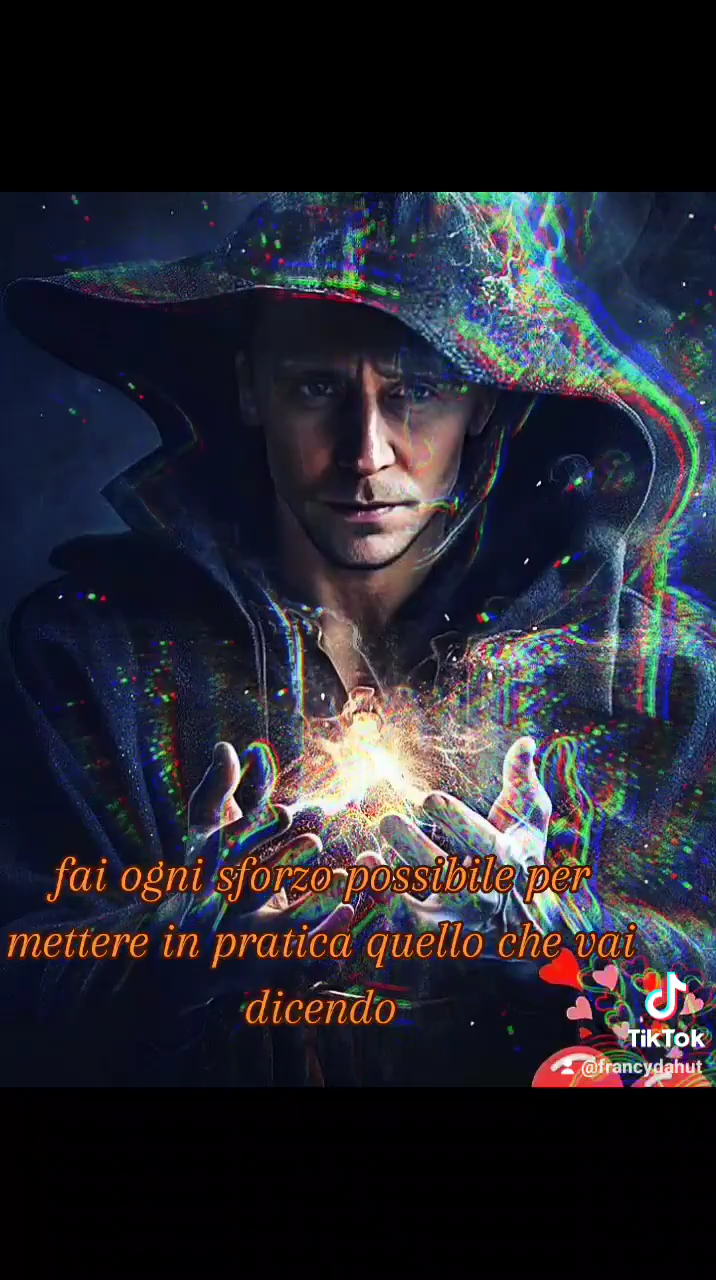 fai ogni sforzo possibile per
mettere in pratica quello che vai
dicendo
TikTok
@francydahut